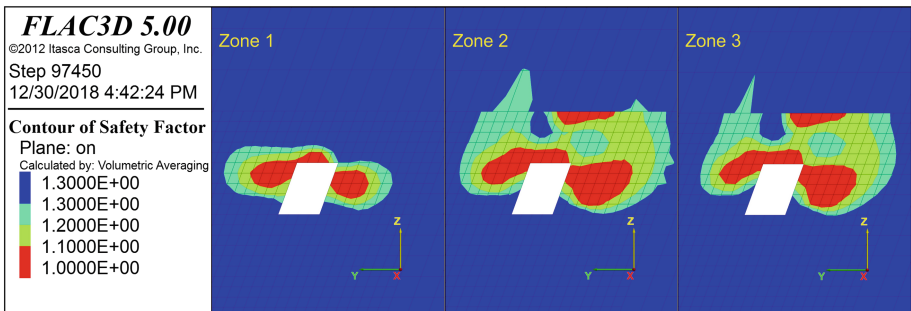 FLAC3D 5.00
©2012 Itasca Consulting Group, Inc.
Step 97450
12/30/2018 4:42:24 PM
Contour of Safety Factor
Plane: on
Calculated by: Volumetric Averaging
1.3000E+00
1.3000E+00
1.2000E+00
1.1000E+00
1.0000E+00
Zone 1
Z
Y
X
Zone 2
Z
Y
X
Zone 3
Z
Y
X